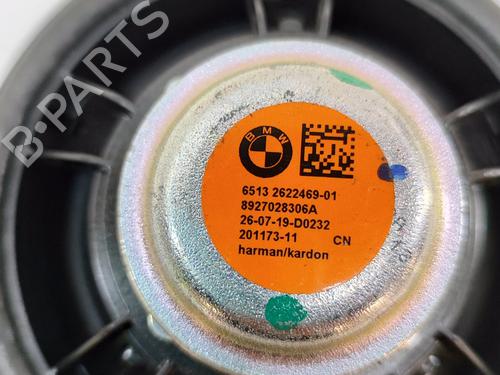 B-PARTS
BMW
6513 2622469-01
8927028306A
26-07-19-D0232
201173-11 CN
harman/kardon